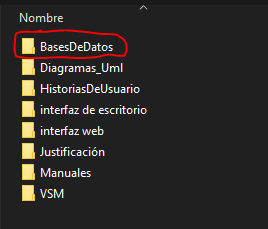 Nombre
BasesDeDatos
Diagramas_Uml
HistoriasDeUsuario
interfaz de escritorio
interfaz web
Justificación
Manuales
VSM